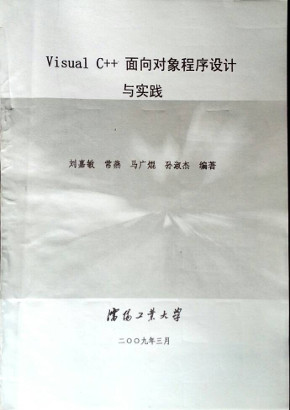 Visual C++ 面向对象程序设计
与实践
刘嘉敏 常燕 马广焜 孙淑杰 编著
沈阳工业大学
二〇〇九年三月